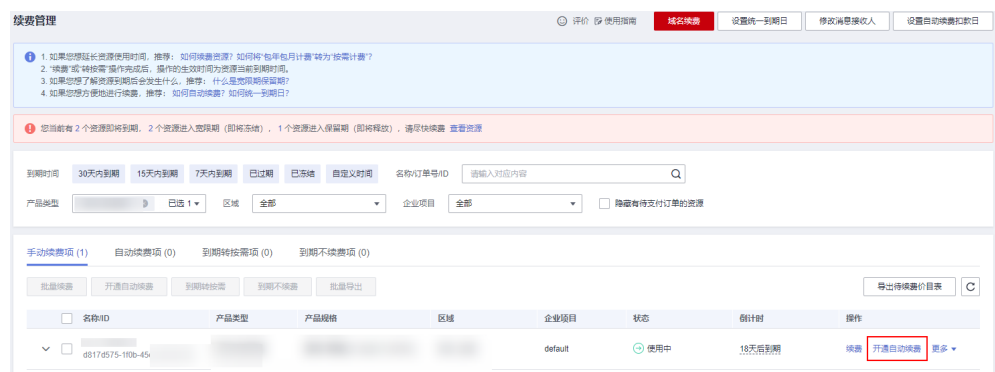 续费管理 评价 使用指南 域名续费 设置统一到期日 修改消息接收人 设置自动续费扣款日
1. 如果您想延长资源使用时间，推荐： 如何续费资源? 如何将“包年包月计费”转为“按需计费”?
2. “续费”或“转按需”操作完成后，操作的生效时间为资源当前到期时间。
3. 如果您想了解资源到期后会发生什么，推荐： 什么是宽限期保留期?
4. 如果您想方便地进行续费，推荐： 如何自动续费? 如何统一到期日?
您当前有 2 个资源即将到期， 2 个资源进入宽限期（即将冻结）， 1 个资源进入保留期（即将释放），请尽快续费 查看资源
到期时间 30天内到期 15天内到期 7天内到期 已过期 已冻结 自定义时间 名称/订单号/ID 请输入对应内容
产品类型 已选 1 区域 全部 企业项目 全部 隐藏有待支付订单的资源
手动续费项 (1) 自动续费项 (0) 到期转按需项 (0) 到期不续费项 (0)
批量续费 开通自动续费 到期转按需 到期不续费 批量导出 导出待续费价目表
名称/ID 产品类型 产品规格 区域 企业项目 状态 倒计时 操作
d817d575-1f0b-45 default 使用中 18天后到期 续费 开通自动续费 更多